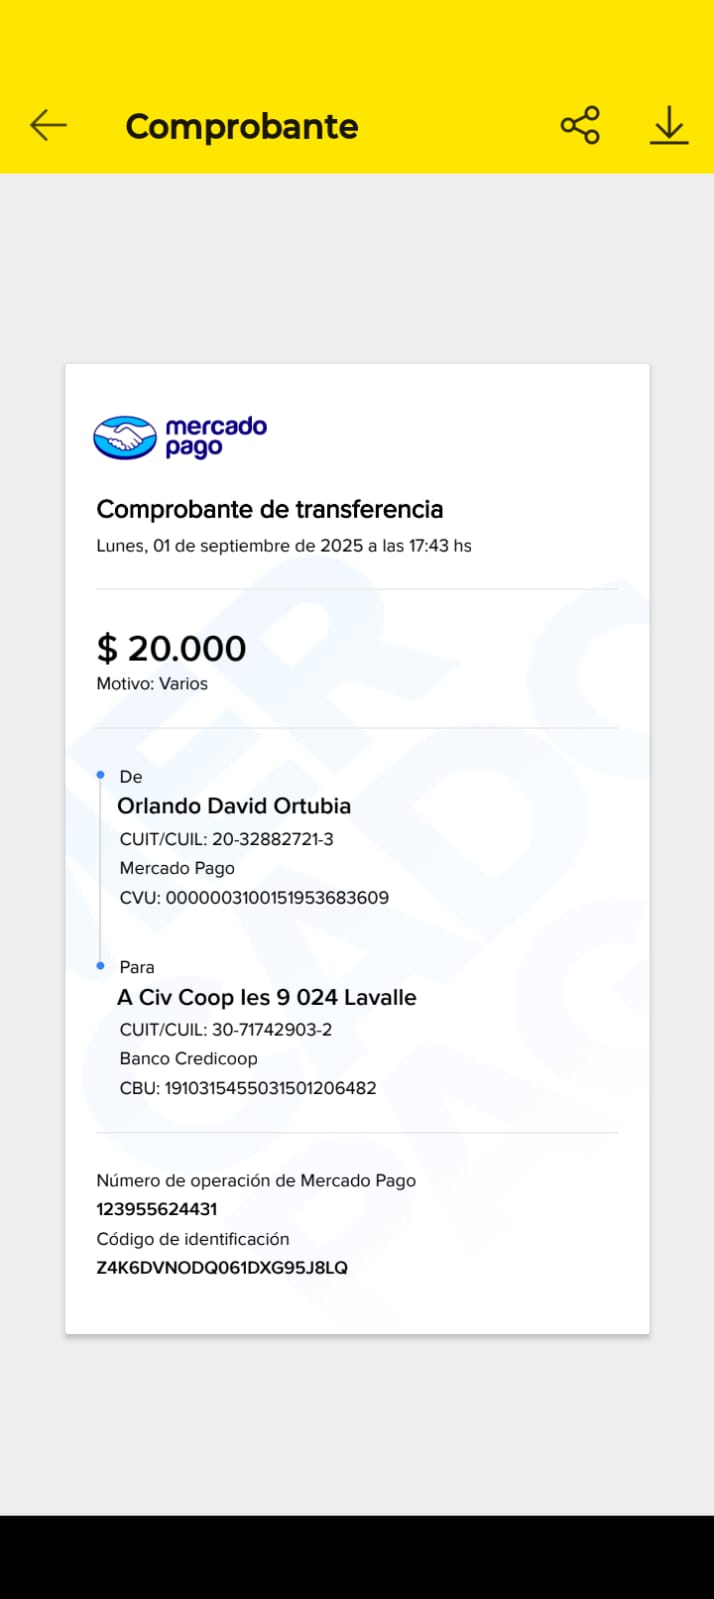 Comprobante
mercado
pago
Comprobante de transferencia
Lunes, 01 de septiembre de 2025 a las 17:43 hs
$ 20.000
Motivo: Varios
De
Orlando David Ortubia
CUIT/CUIL: 20-32882721-3
Mercado Pago
CVU: 0000003100151953683609
Para
A Civ Coop Ies 9 024 Lavalle
CUIT/CUIL: 30-71742903-2
Banco Credicoop
CBU: 1910315455031501206482
Número de operación de Mercado Pago
123955624431
Código de identificación
Z4K6DVNODQ061DXG95J8LQ